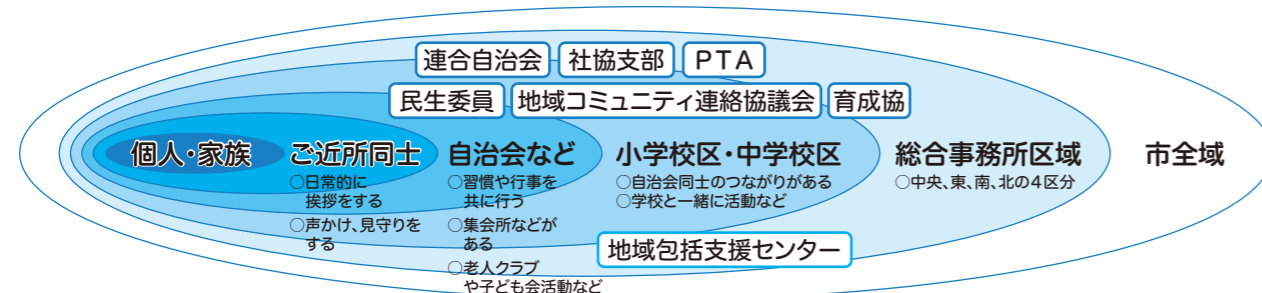 連合自治会 社協支部 PTA
民生委員 地域コミュニティ連絡協議会 育成協
個人・家族 ご近所同士 自治会など 小学校区・中学校区 総合事務所区域 市全域
○日常的に
挨拶をする
○声かけ、見守りを
する
○習慣や行事を
共に行う
○集会所などが
ある
○老人クラブ
や子ども会活動など
○自治会同士のつながりがある
○学校と一緒に活動など
○中央、東、南、北の4区分
地域包括支援センター